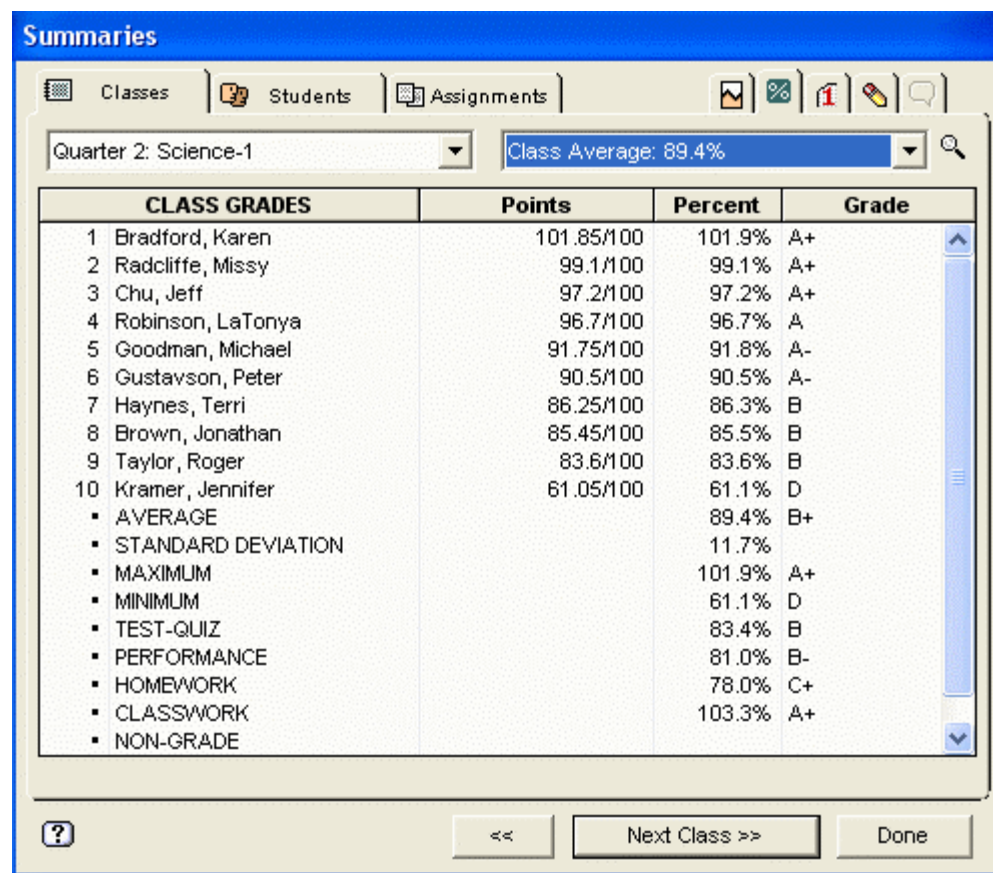 Summaries
Classes Students Assignments % 1
Quarter 2: Science-1 Class Average: 89.4%
CLASS GRADES Points Percent Grade
1 Bradford, Karen 101.85/100 101.9% A+
2 Radcliffe, Missy 99.1/100 99.1% A+
3 Chu, Jeff 97.2/100 97.2% A+
4 Robinson, LaTonya 96.7/100 96.7% A
5 Goodman, Michael 91.75/100 91.8% A-
6 Gustavson, Peter 90.5/100 90.5% A-
7 Haynes, Terri 86.25/100 86.3% B
8 Brown, Jonathan 85.45/100 85.5% B
9 Taylor, Roger 83.6/100 83.6% B
10 Kramer, Jennifer 61.05/100 61.1% D
▪ AVERAGE 89.4% B+
▪ STANDARD DEVIATION 11.7%
▪ MAXIMUM 101.9% A+
▪ MINIMUM 61.1% D
▪ TEST-QUIZ 83.4% B
▪ PERFORMANCE 81.0% B-
▪ HOMEWORK 78.0% C+
▪ CLASSWORK 103.3% A+
▪ NON-GRADE
? << Next Class >> Done